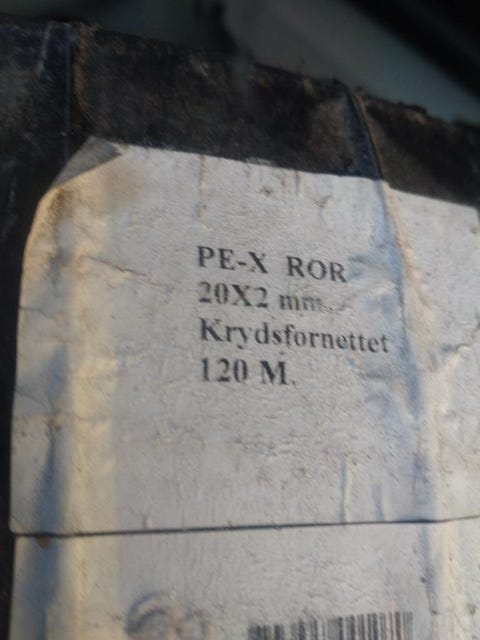 PE-X ROR
20X2 mm.
Krydsfornettet
120 M.